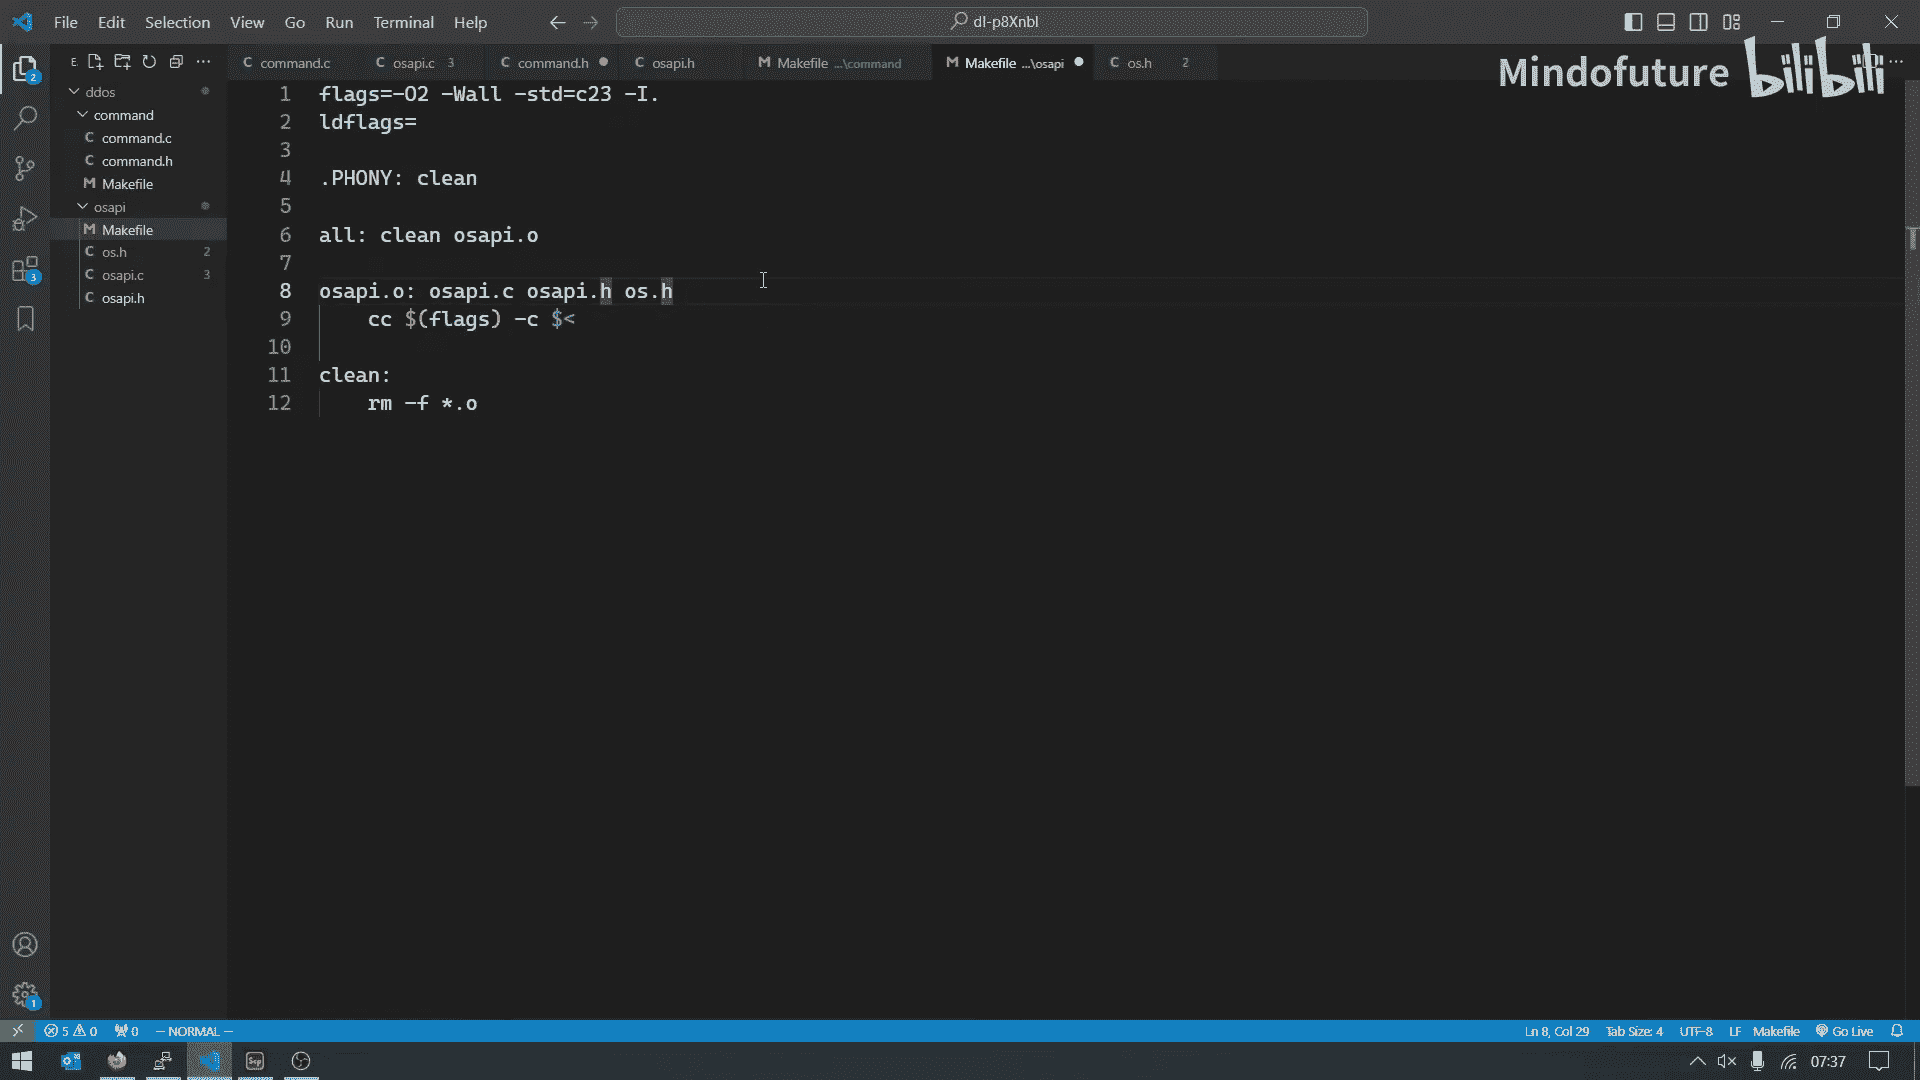 File Edit Selection View Go Run Terminal Help
dl-p8Xnbl
E
command.c
osapi.c 3
command.h
osapi.h
Makefile ...\command
Makefile ...\osapi
os.h 2
Mindofuture bilibili
ddos
command
command.c
command.h
Makefile
osapi
Makefile
os.h 2
osapi.c 3
osapi.h
1 flags=-O2 -Wall -std=c23 -I.
2 ldflags=
3
4 .PHONY: clean
5
6 all: clean osapi.o
7
8 osapi.o: osapi.c osapi.h os.h
9 cc $(flags) -c $<
10
11 clean:
12 rm -f *.o
2
3
1
5 0 0 -- NORMAL --
Ln 8, Col 29 Tab Size: 4 UTF-8 LF Makefile Go Live
07:37